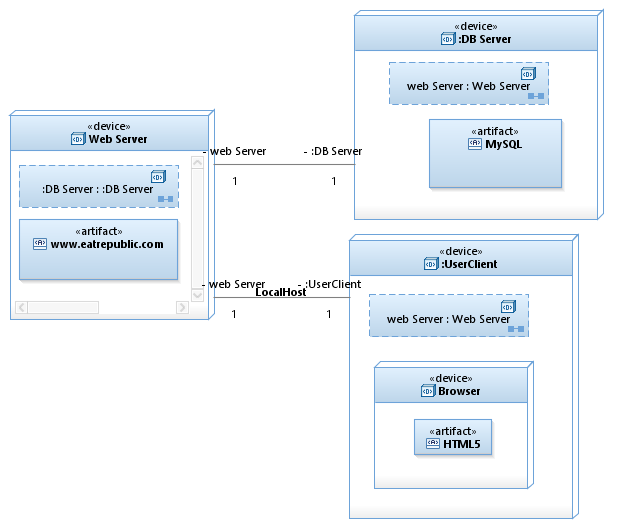 «device»
:DB Server
web Server : Web Server
«artifact»
MySQL
«device»
Web Server
:DB Server : :DB Server
«artifact»
www.eatrepublic.com
- web Server
- :DB Server
1
1
- web Server
- :UserClient
LocalHost
1
1
«device»
:UserClient
web Server : Web Server
«device»
Browser
«artifact»
HTML5